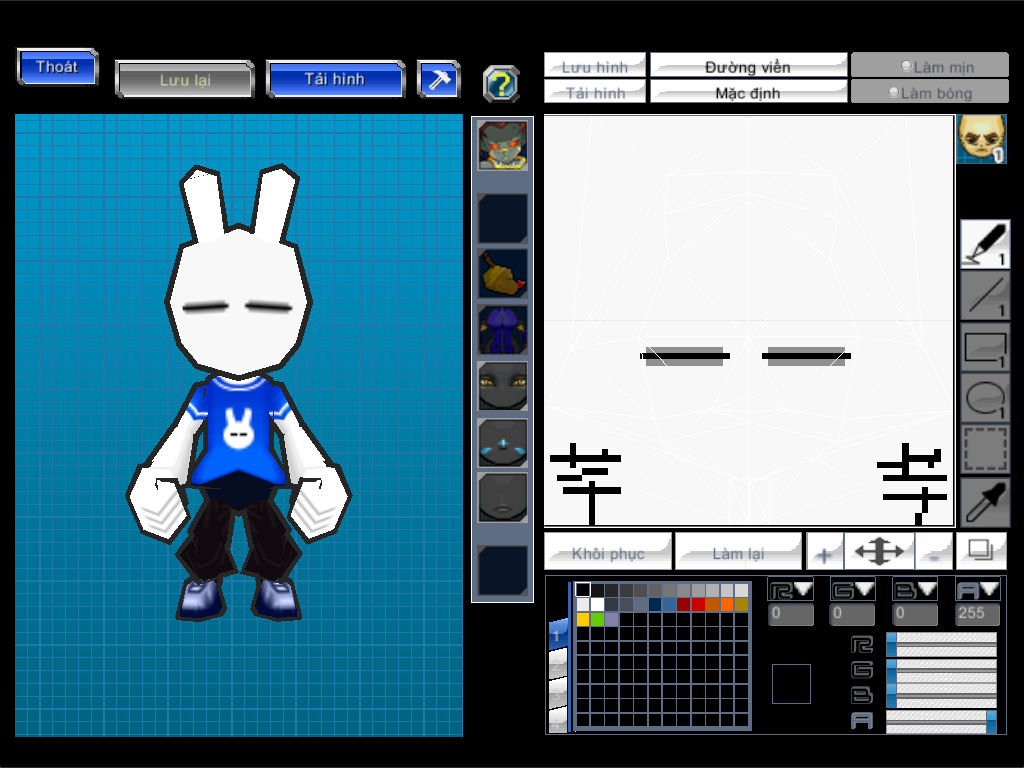 Thoát
Lưu lại
Tải hình
?
Lưu hình
Đường viền
Làm mịn
Tải hình
Mặc định
Làm bóng
1
1
1
1
1
Khôi phục
Làm lại
+
-
R G B A
0 0 0 255
1
R
G
B
A